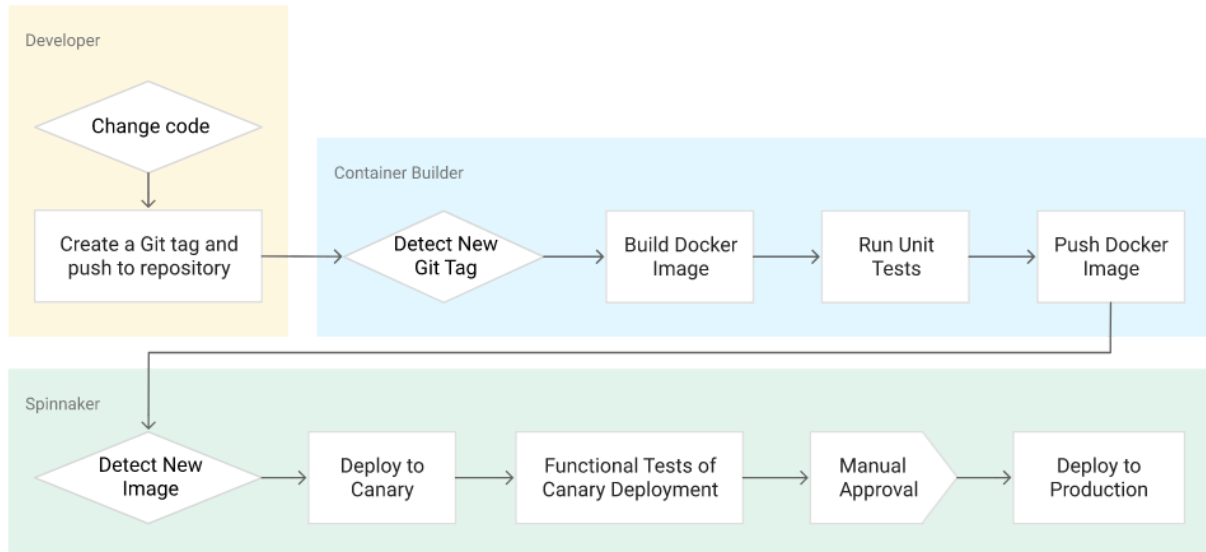 Developer
Change code
Create a Git tag and
push to repository
Container Builder
Detect New
Git Tag
Build Docker
Image
Run Unit
Tests
Push Docker
Image
Spinnaker
Detect New
Image
Deploy to
Canary
Functional Tests of
Canary Deployment
Manual
Approval
Deploy to
Production